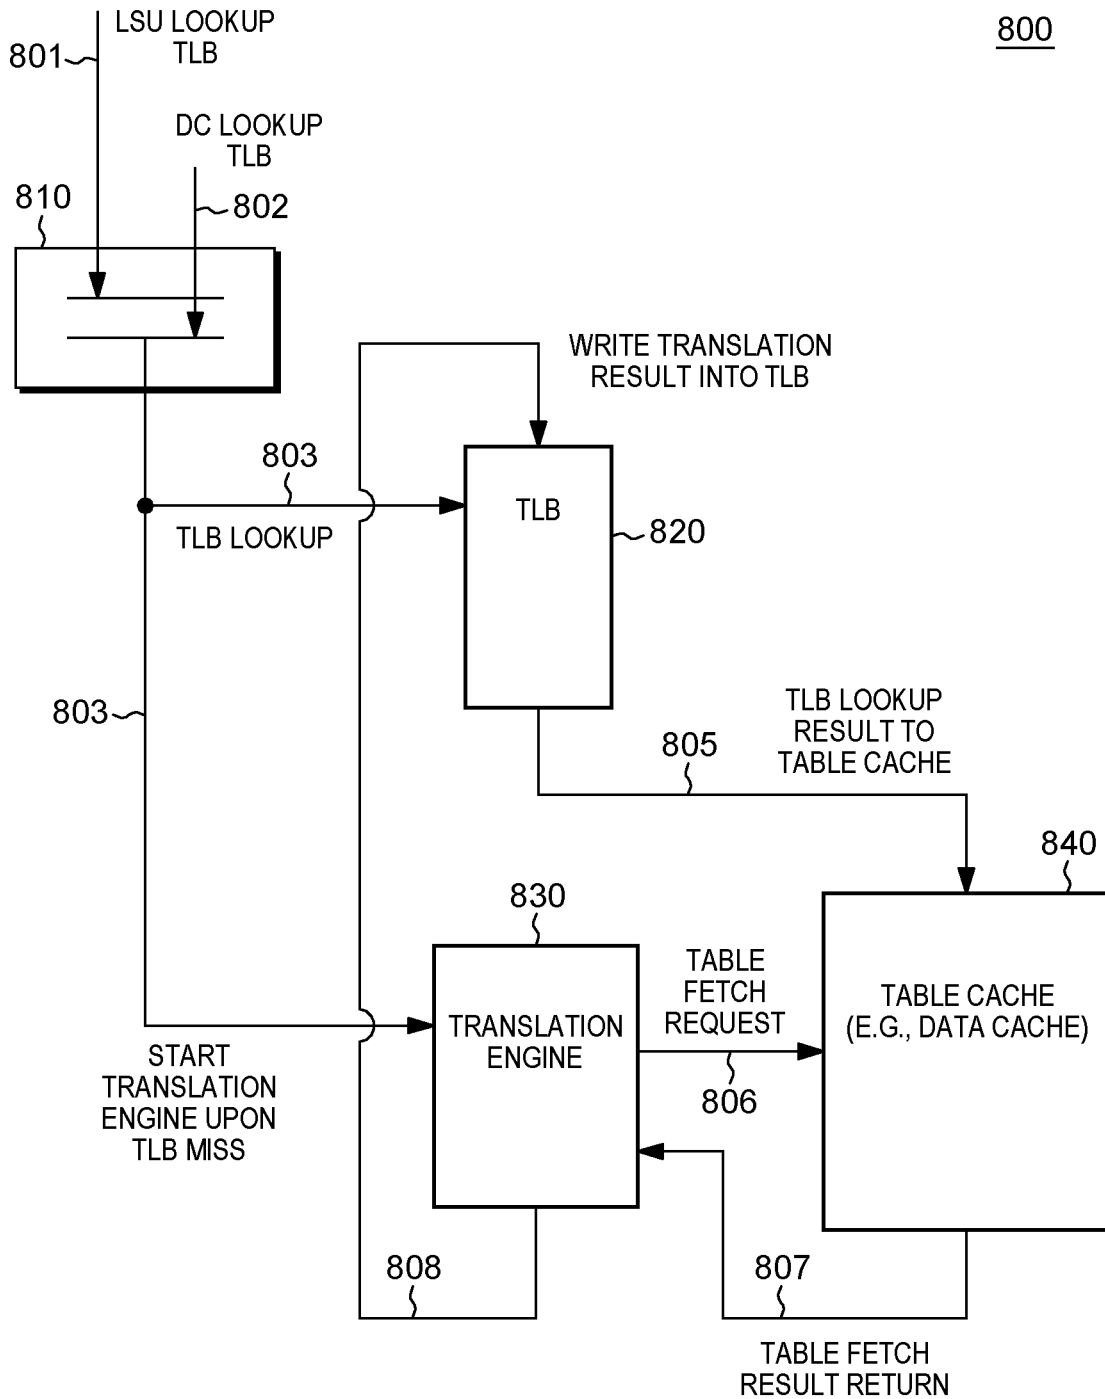 LSU LOOKUP
TLB
800
801
DC LOOKUP
TLB
810
802
WRITE TRANSLATION
RESULT INTO TLB
803
TLB
TLB LOOKUP
820
803
TLB LOOKUP
RESULT TO
TABLE CACHE
805
840
830
TABLE
FETCH
REQUEST
TABLE CACHE
(E.G., DATA CACHE)
TRANSLATION
ENGINE
START
TRANSLATION
ENGINE UPON
TLB MISS
806
808
807
TABLE FETCH
RESULT RETURN